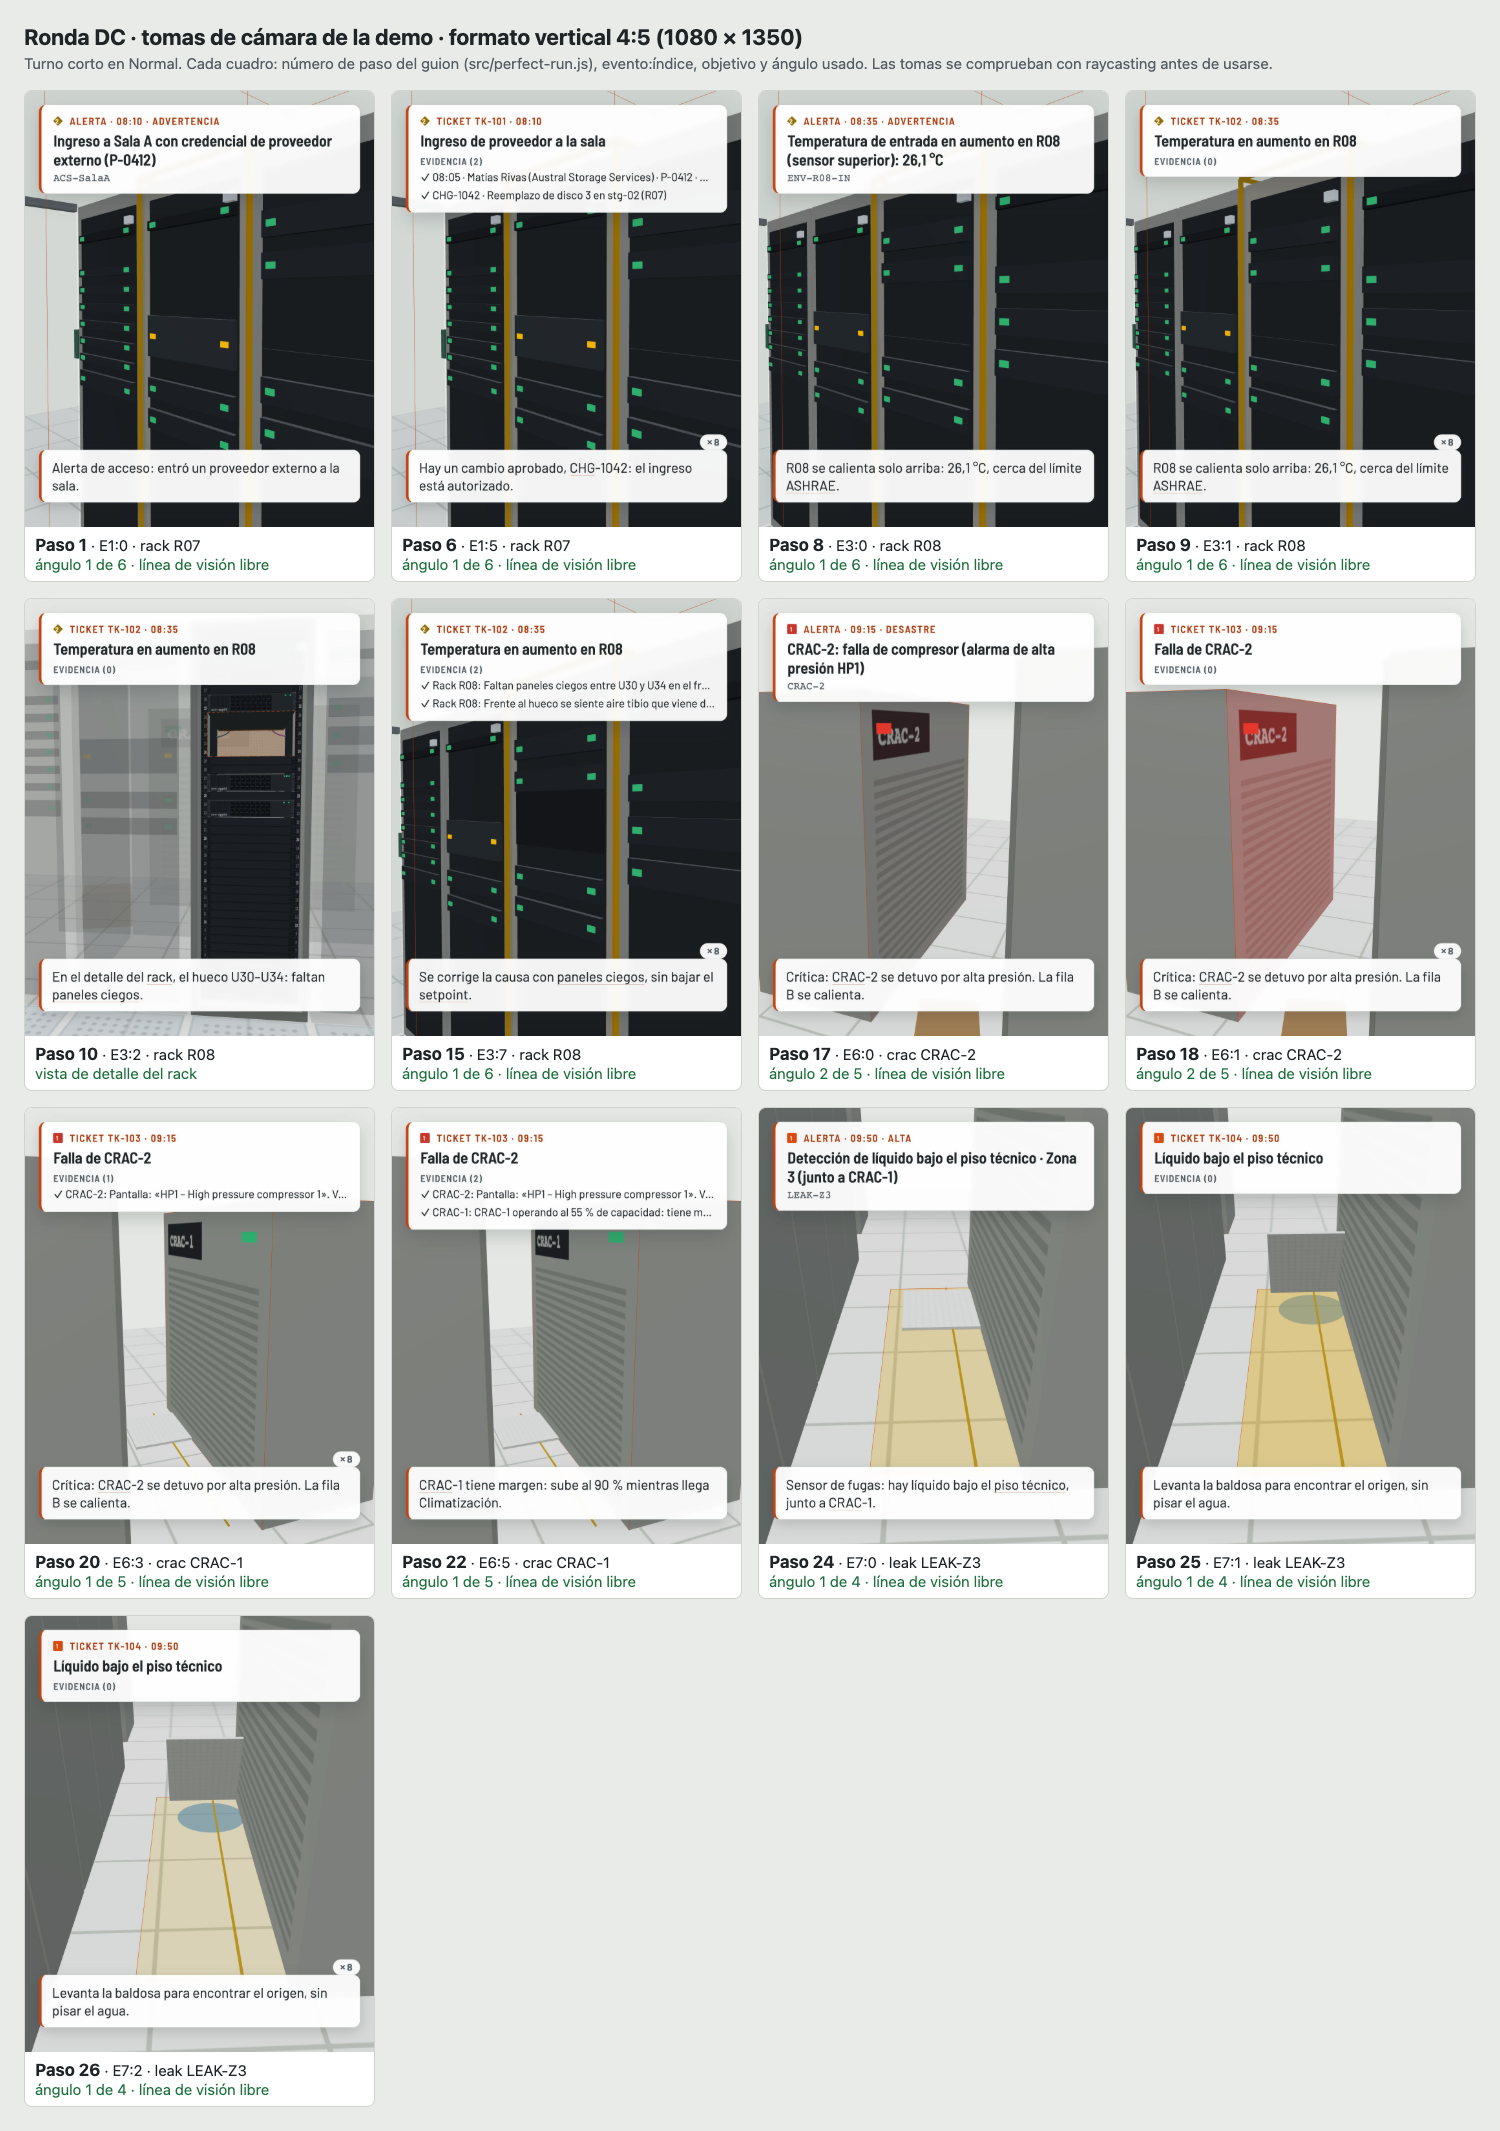 Ronda DC · tomas de cámara de la demo · formato vertical 4:5 (1080 × 1350)
Turno corto en Normal. Cada cuadro: número de paso del guion (src/perfect-run.js), evento:índice, objetivo y ángulo usado. Las tomas se comprueban con raycasting antes de usarse.
ALERTA · 08:10 · ADVERTENCIA
Ingreso a Sala A con credencial de proveedor
externo (P-0412)
ACS-SalaA
Alerta de acceso: entró un proveedor externo a la
sala.
Paso 1 · E1:0 · rack R07
ángulo 1 de 6 · línea de visión libre
TICKET TK-101 · 08:10
Ingreso de proveedor a la sala
EVIDENCIA (2)
✓ 08:05 · Matías Rivas (Austral Storage Services) · P-0412 · ...
✓ CHG-1042 · Reemplazo de disco 3 en stg-02 (R07)
×8
Hay un cambio aprobado, CHG-1042: el ingreso
está autorizado.
Paso 6 · E1:5 · rack R07
ángulo 1 de 6 · línea de visión libre
ALERTA · 08:35 · ADVERTENCIA
Temperatura de entrada en aumento en R08
(sensor superior): 26,1 °C
ENV-R08-IN
R08 se calienta solo arriba: 26,1 °C, cerca del límite
ASHRAE.
Paso 8 · E3:0 · rack R08
ángulo 1 de 6 · línea de visión libre
TICKET TK-102 · 08:35
Temperatura en aumento en R08
EVIDENCIA (0)
×8
R08 se calienta solo arriba: 26,1 °C, cerca del límite
ASHRAE.
Paso 9 · E3:1 · rack R08
ángulo 1 de 6 · línea de visión libre
TICKET TK-102 · 08:35
Temperatura en aumento en R08
EVIDENCIA (0)
En el detalle del rack, el hueco U30–U34: faltan
paneles ciegos.
Paso 10 · E3:2 · rack R08
vista de detalle del rack
TICKET TK-102 · 08:35
Temperatura en aumento en R08
EVIDENCIA (2)
✓ Rack R08: Faltan paneles ciegos entre U30 y U34 en el fr...
✓ Rack R08: Frente al hueco se siente aire tibio que viene d...
×8
Se corrige la causa con paneles ciegos, sin bajar el
setpoint.
Paso 15 · E3:7 · rack R08
ángulo 1 de 6 · línea de visión libre
ALERTA · 09:15 · DESASTRE
CRAC-2: falla de compresor (alarma de alta
presión HP1)
CRAC-2
CRAC-2
Crítica: CRAC-2 se detuvo por alta presión. La fila
B se calienta.
Paso 17 · E6:0 · crac CRAC-2
ángulo 2 de 5 · línea de visión libre
TICKET TK-103 · 09:15
Falla de CRAC-2
EVIDENCIA (0)
CRAC-2
×8
Crítica: CRAC-2 se detuvo por alta presión. La fila
B se calienta.
Paso 18 · E6:1 · crac CRAC-2
ángulo 2 de 5 · línea de visión libre
TICKET TK-103 · 09:15
Falla de CRAC-2
EVIDENCIA (1)
✓ CRAC-2: Pantalla: «HP1 - High pressure compressor 1». V...
CRAC-1
×8
Crítica: CRAC-2 se detuvo por alta presión. La fila
B se calienta.
Paso 20 · E6:3 · crac CRAC-1
ángulo 1 de 5 · línea de visión libre
TICKET TK-103 · 09:15
Falla de CRAC-2
EVIDENCIA (2)
✓ CRAC-2: Pantalla: «HP1 - High pressure compressor 1». V...
✓ CRAC-1: CRAC-1 operando al 55 % de capacidad: tiene m...
CRAC-1
CRAC-1 tiene margen: sube al 90 % mientras llega
Climatización.
Paso 22 · E6:5 · crac CRAC-1
ángulo 1 de 5 · línea de visión libre
ALERTA · 09:50 · ALTA
Detección de líquido bajo el piso técnico · Zona
3 (junto a CRAC-1)
LEAK-Z3
Sensor de fugas: hay líquido bajo el piso técnico,
junto a CRAC-1.
Paso 24 · E7:0 · leak LEAK-Z3
ángulo 1 de 4 · línea de visión libre
TICKET TK-104 · 09:50
Líquido bajo el piso técnico
EVIDENCIA (0)
Levanta la baldosa para encontrar el origen, sin
pisar el agua.
Paso 25 · E7:1 · leak LEAK-Z3
ángulo 1 de 4 · línea de visión libre
TICKET TK-104 · 09:50
Líquido bajo el piso técnico
EVIDENCIA (0)
×8
Levanta la baldosa para encontrar el origen, sin
pisar el agua.
Paso 26 · E7:2 · leak LEAK-Z3
ángulo 1 de 4 · línea de visión libre